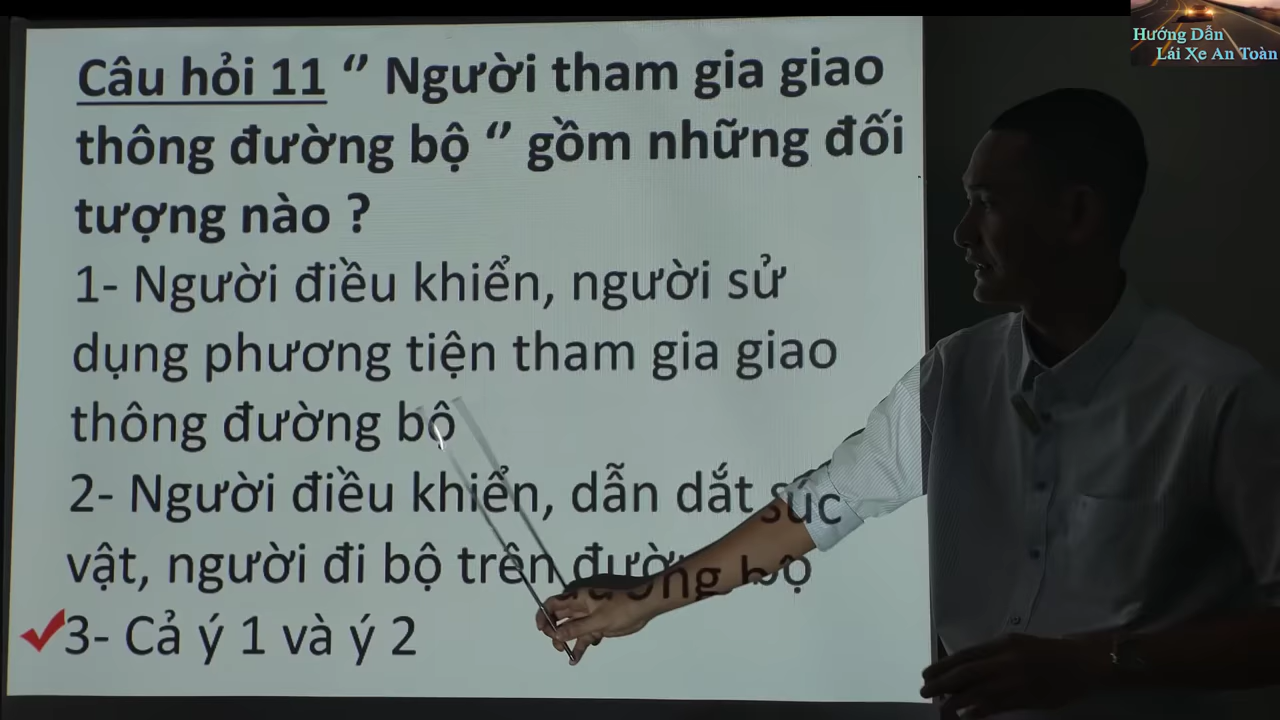 Hướng Dẫn
Lái Xe An Toàn
Câu hỏi 11 “ Người tham gia giao
thông đường bộ “ gồm những đối
tượng nào ?
1- Người điều khiển, người sử
dụng phương tiện tham gia giao
thông đường bộ
2- Người điều khiển, dẫn dắt súc
vật, người đi bộ trên đường bộ
3- Cả ý 1 và ý 2